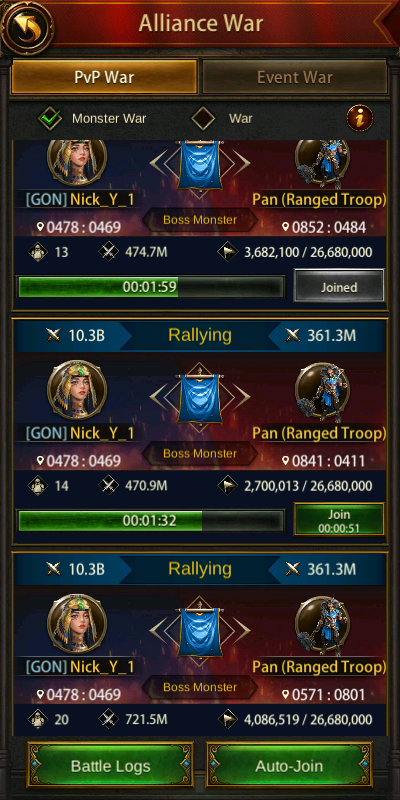 Alliance War
PvP War Event War
Monster War War
[GON] Nick_Y_1 Pan (Ranged Troop)
0478 : 0469 Boss Monster 0852 : 0484
13 474.7M 3,682,100 / 26,680,000
00:01:59 Joined
10.3B Rallying 361.3M
[GON] Nick_Y_1 Pan (Ranged Troop)
0478 : 0469 Boss Monster 0841 : 0411
14 470.9M 2,700,013 / 26,680,000
00:01:32 Join
00:00:51
10.3B Rallying 361.3M
[GON] Nick_Y_1 Pan (Ranged Troop)
0478 : 0469 Boss Monster 0571 : 0801
20 721.5M 4,086,519 / 26,680,000
Battle Logs Auto-Join